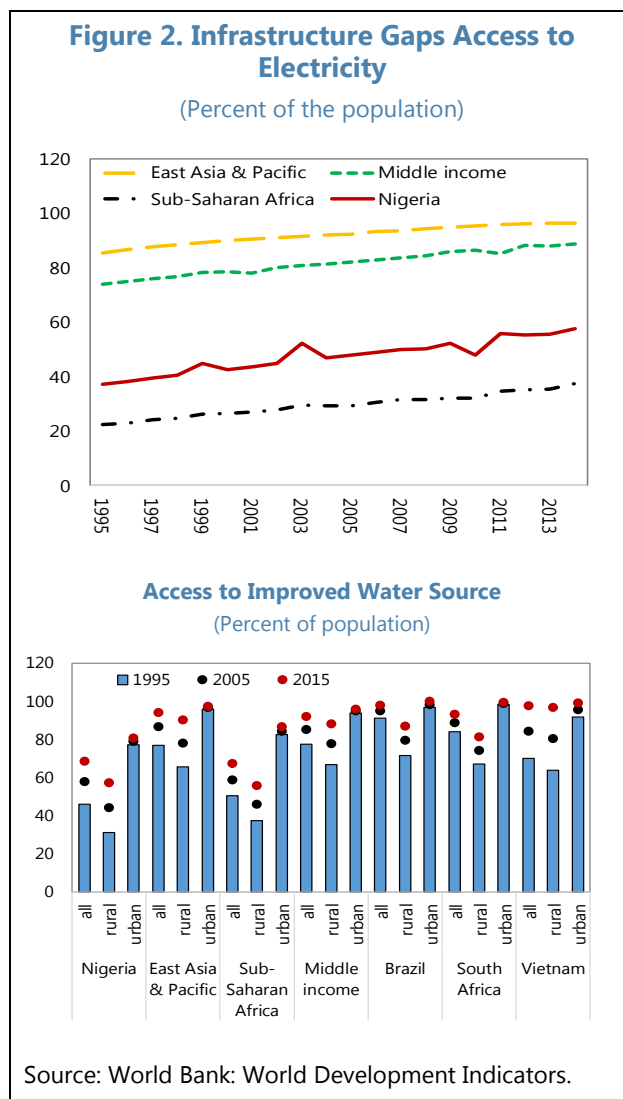 Figure 2. Infrastructure Gaps Access to
Electricity
(Percent of the population)
120
100
80
60
40
20
0
East Asia & Pacific
Middle income
Sub-Saharan Africa
Nigeria
1995
1997
1999
2001
2003
2005
2007
2009
2011
2013
Access to Improved Water Source
(Percent of population)
120
100
80
60
40
20
0
1995
2005
2015
all rural urban all rural urban all rural urban all rural urban all rural urban all rural urban all rural urban
Nigeria
East Asia
& Pacific
Sub-
Saharan
Africa
Middle
income
Brazil
South
Africa
Vietnam
Source: World Bank: World Development Indicators.